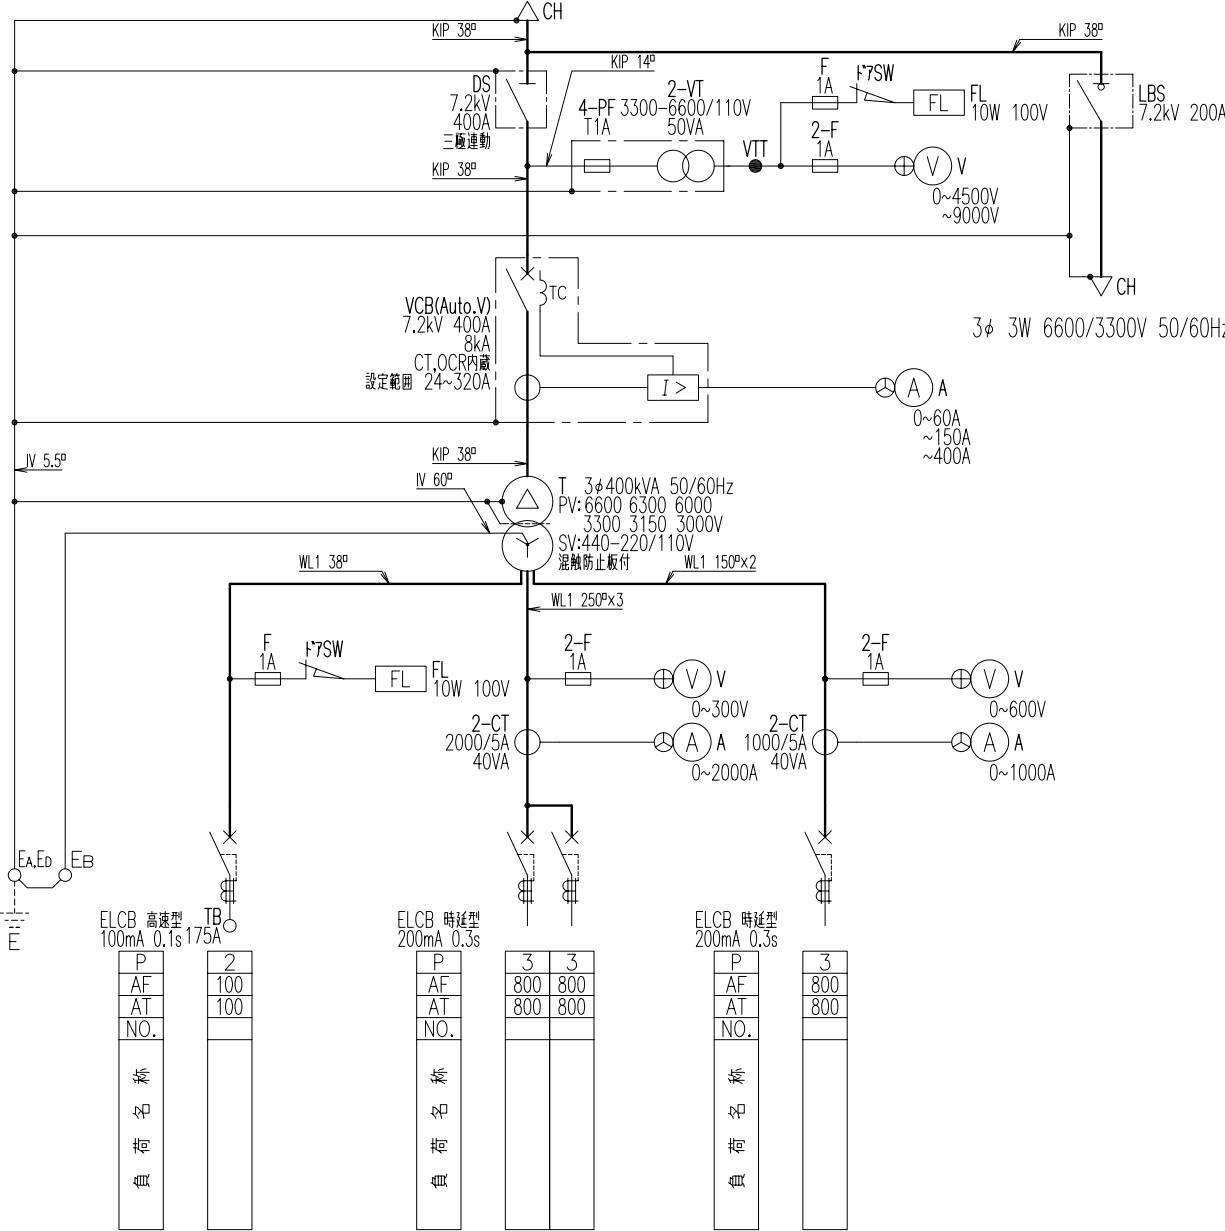 CH
KIP 38°
KIP 38°
KIP 14°
DS
7.2kV
400A
三極連動
2-VT
4-PF 3300-6600/110V
T1A 50VA
VTT
F
1A
ドアSW
FL
FL
10W 100V
2-F
1A
V
V
0~4500V
~9000V
LBS
7.2kV 200A
KIP 38°
CH
3φ 3W 6600/3300V 50/60Hz
VCB(Auto.V)
7.2kV 400A
8kA
CT,OCR内蔵
設定範囲 24~320A
TC
I >
A
A
0~60A
~150A
~400A
IV 5.5°
KIP 38°
IV 60°
T 3φ400kVA 50/60Hz
PV:6600 6300 6000
3300 3150 3000V
SV:440-220/110V
混触防止板付
WL1 38°
WL1 150°×2
WL1 250°×3
F
1A
ドアSW
FL
FL
10W 100V
2-F
1A
V
V
0~300V
2-F
1A
V
V
0~600V
2-CT
2000/5A
40VA
A
A
0~2000A
2-CT
1000/5A
40VA
A
A
0~1000A
EA,ED
EB
E
ELCB 高速型
100mA 0.1s
TB
175A
ELCB 時延型
200mA 0.3s
ELCB 時延型
200mA 0.3s
P 2
AF 100
AT 100
NO.
負荷名称
P 3 3
AF 800 800
AT 800 800
NO.
負荷名称
P 3
AF 800
AT 800
NO.
負荷名称